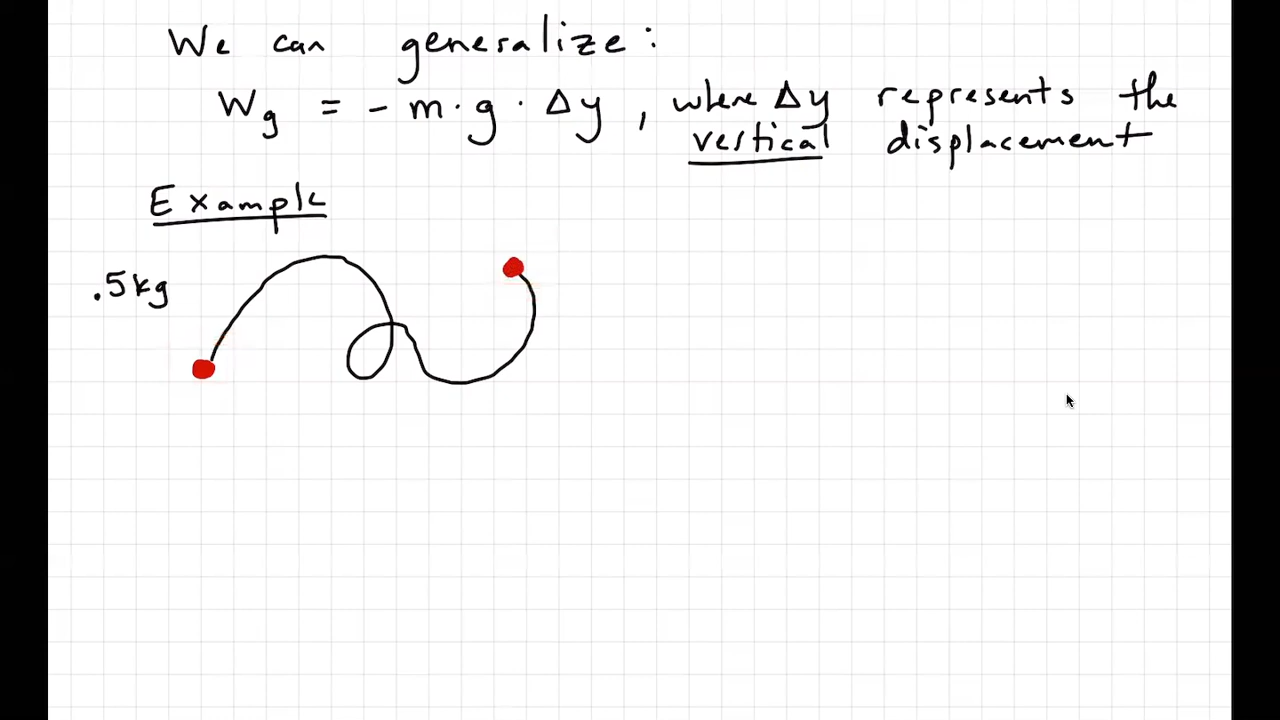 We can generalize:
Wg = - m · g · Δy , where Δy represents the
vertical displacement
Example
.5kg